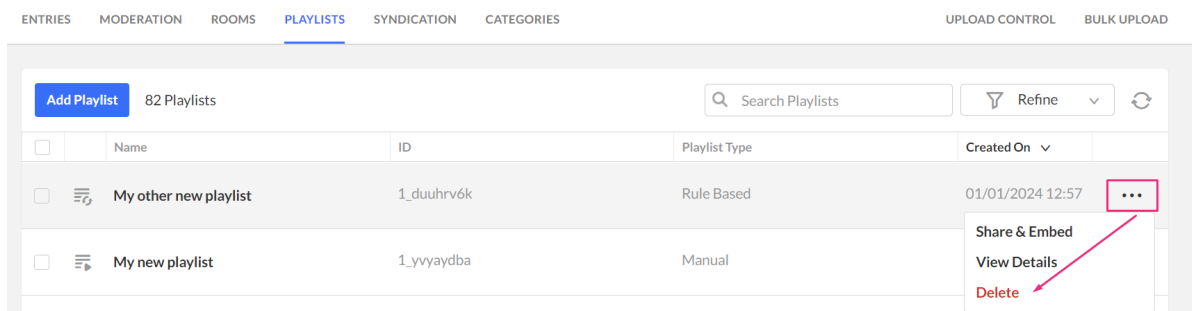 ENTRIES MODERATION ROOMS PLAYLISTS SYNDICATION CATEGORIES UPLOAD CONTROL BULK UPLOAD
Add Playlist 82 Playlists Search Playlists Refine
Name ID Playlist Type Created On
My other new playlist 1_duuhrv6k Rule Based 01/01/2024 12:57
Share & Embed
My new playlist 1_yvyaydba Manual View Details
Delete